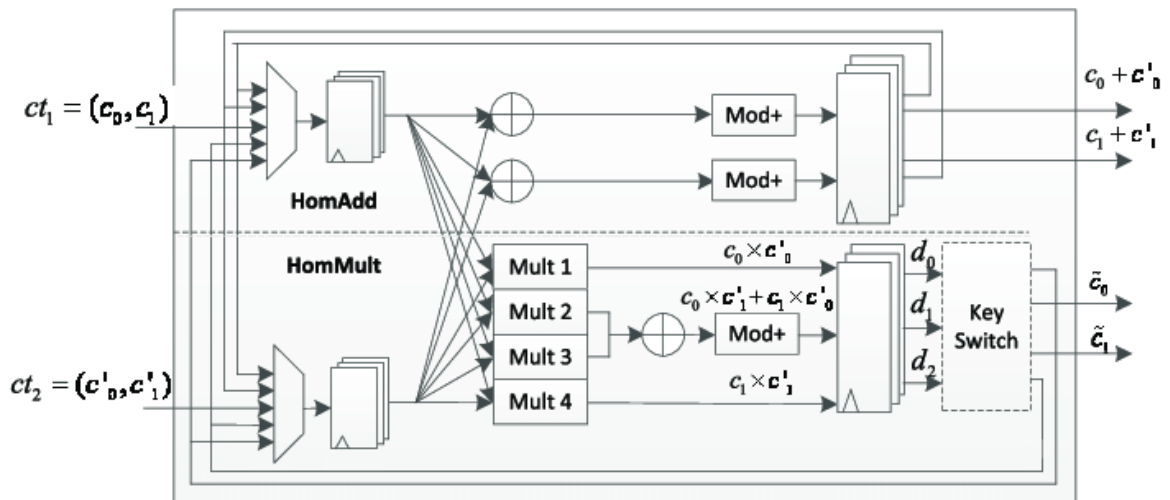 c₀ + c'₀
ct₁ = (c₀, c₁)
Mod+
c₁ + c'₁
Mod+
HomAdd
HomMult
c₀ × c'₀
Mult 1
d₀
c̃₀
c₀ × c'₁ + c₁ × c'₀
Mult 2
d₁
Mod+
Key
Switch
c̃₁
Mult 3
d₂
ct₂ = (c'₀, c'₁)
c₁ × c'₁
Mult 4